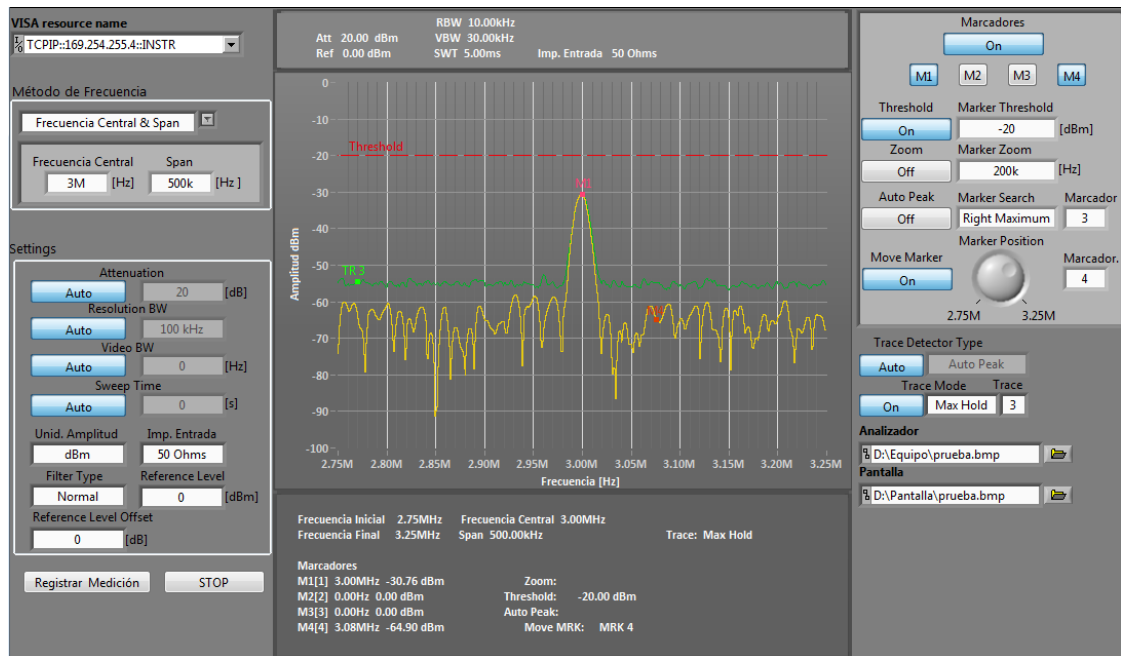 VISA resource name
TCPIP::169.254.255.4::INSTR
Método de Frecuencia
Frecuencia Central & Span
Frecuencia Central Span
3M [Hz] 500k [Hz ]
Settings
Attenuation
Auto 20 [dB]
Resolution BW
Auto 100 kHz
Video BW
Auto 0 [Hz]
Sweep Time
Auto 0 [s]
Unid. Amplitud Imp. Entrada
dBm 50 Ohms
Filter Type Reference Level
Normal 0 [dBm]
Reference Level Offset
0 [dB]
Registrar Medición STOP
RBW 10.00kHz
Att 20.00 dBm VBW 30.00kHz
Ref 0.00 dBm SWT 5.00ms Imp. Entrada 50 Ohms
0
-10
Threshold
-20
M1
-30
-40
-50
TR 3
-60
-70
-80
-90
-100
Amplitud dBm
2.75M 2.80M 2.85M 2.90M 2.95M 3.00M 3.05M 3.10M 3.15M 3.20M 3.25M
Frecuencia [Hz]
Frecuencia Inicial 2.75MHz Frecuencia Central 3.00MHz
Frecuencia Final 3.25MHz Span 500.00kHz Trace: Max Hold
Marcadores
M1[1] 3.00MHz -30.76 dBm Zoom:
M2[2] 0.00Hz 0.00 dBm Threshold: -20.00 dBm
M3[3] 0.00Hz 0.00 dBm Auto Peak:
M4[4] 3.08MHz -64.90 dBm Move MRK: MRK 4
Marcadores
On
M1 M2 M3 M4
Threshold Marker Threshold
On -20 [dBm]
Zoom Marker Zoom
Off 200k [Hz]
Auto Peak Marker Search Marcador
Off Right Maximum 3
Marker Position
Move Marker Marcador.
On 4
2.75M 3.25M
Trace Detector Type
Auto Auto Peak
Trace Mode Trace
On Max Hold 3
Analizador
D:\Equipo\prueba.bmp
Pantalla
D:\Pantalla\prueba.bmp